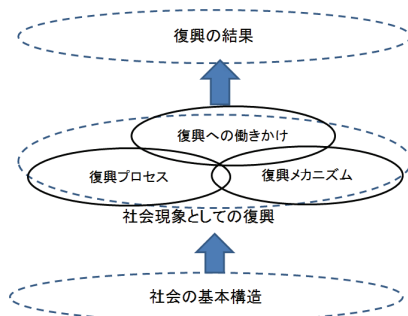 復興の結果
復興への働きかけ
復興プロセス
復興メカニズム
社会現象としての復興
社会の基本構造